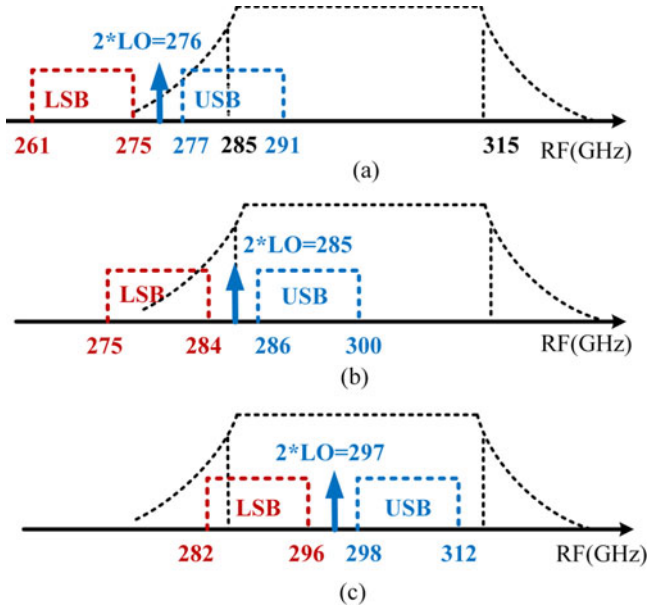 2*LO=276
LSB USB
261 275 277 285 291 315 RF(GHz)
(a)
2*LO=285
LSB USB
275 284 286 300 RF(GHz)
(b)
2*LO=297
LSB USB
282 296 298 312 RF(GHz)
(c)